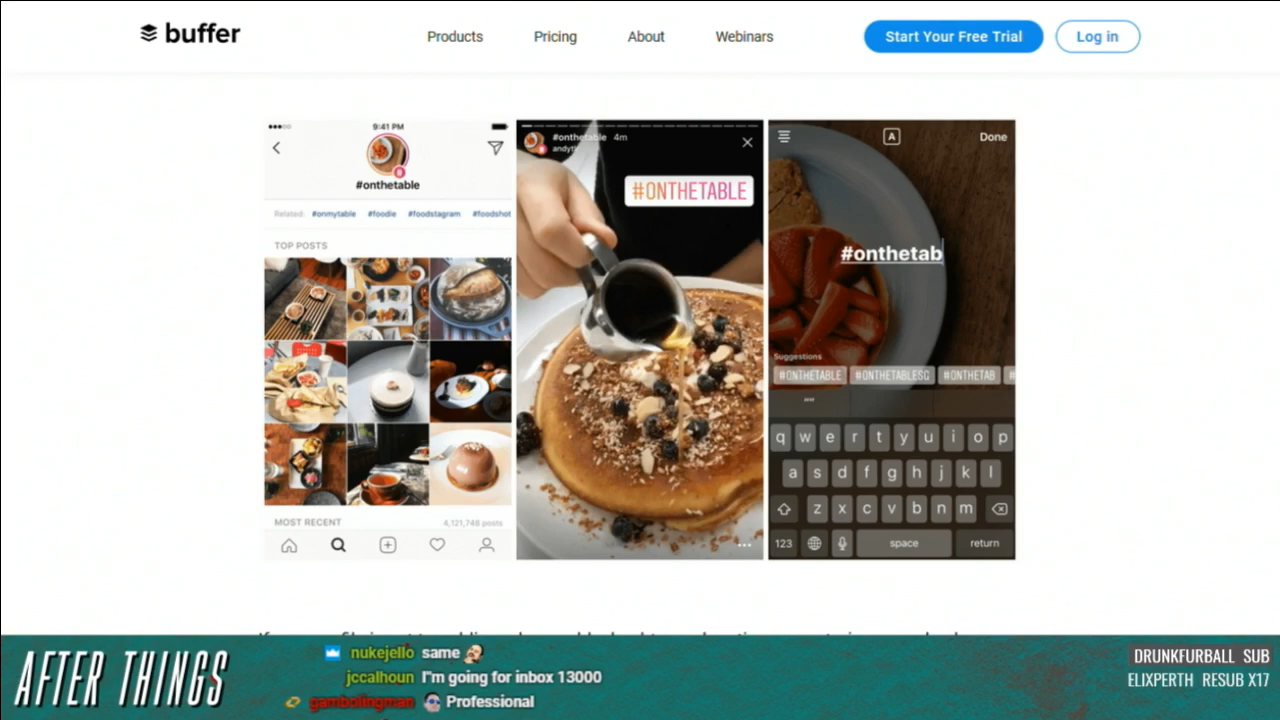 buffer
Products Pricing About Webinars Start Your Free Trial Log in
9:41 PM
#onthetable
Related: #onmytable #foodie #foodstagram #foodshot
TOP POSTS
MOST RECENT 4,121,748 posts
#onthetable 4m
#ONTHETABLE
A Done
#onthetab
Suggestions
#ONTHETABLE #ONTHETABLESG #ONTHETAB #
q w e r t y u i o p
a s d f g h j k l
z x c v b n m
123 space return
AFTER THINGS
nukejello same
jccalhoun I"m going for inbox 13000
gambolingman Professional
DRUNKFURBALL SUB
ELIXPERTH RESUB X17